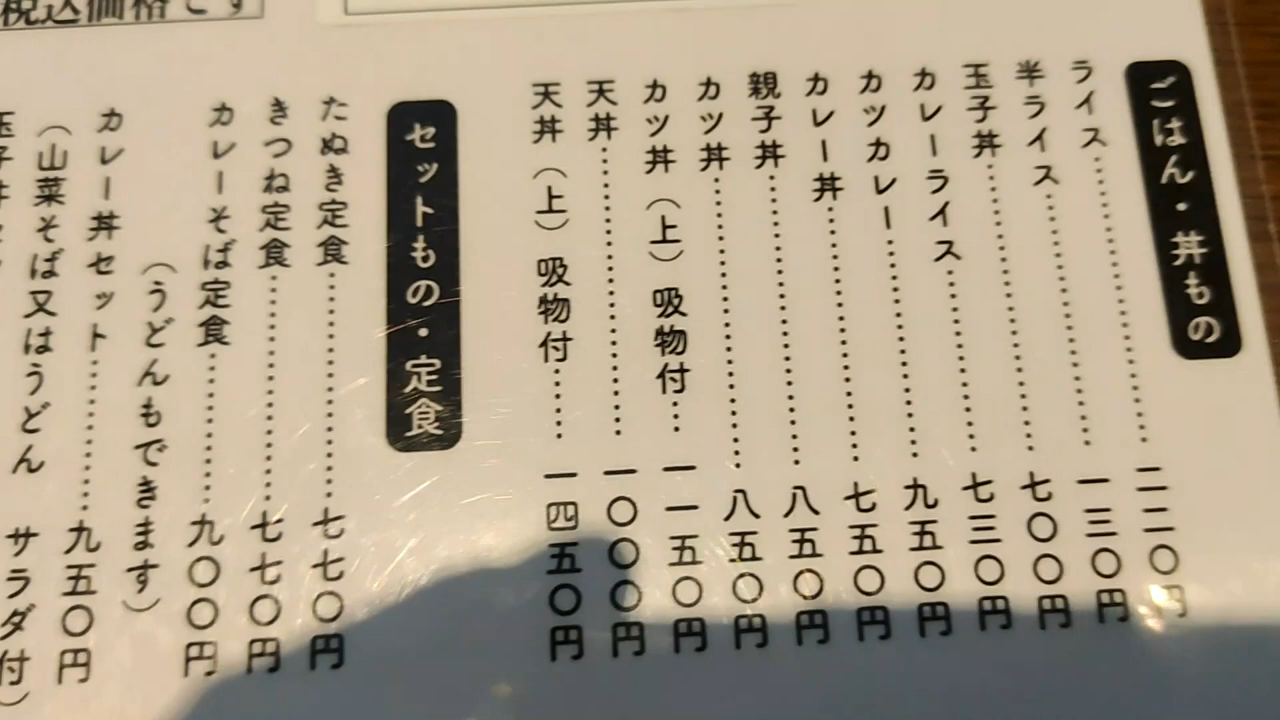 税込価格です
ごはん・丼もの
ライス……二二〇円
半ライス……一三〇円
玉子丼……七〇〇円
カレーライス……七三〇円
カツカレー……九五〇円
カレー丼……七五〇円
親子丼……八五〇円
カツ丼……八五〇円
カツ丼(上)吸物付……一一五〇円
天丼……一〇〇〇円
天丼(上)吸物付……一四五〇円
セットもの・定食
たぬき定食……七七〇円
きつね定食……七七〇円
カレーそば定食……九〇〇円
(うどんもできます)
カレー丼セット……九五〇円
(山菜そば又はうどん サラダ付)